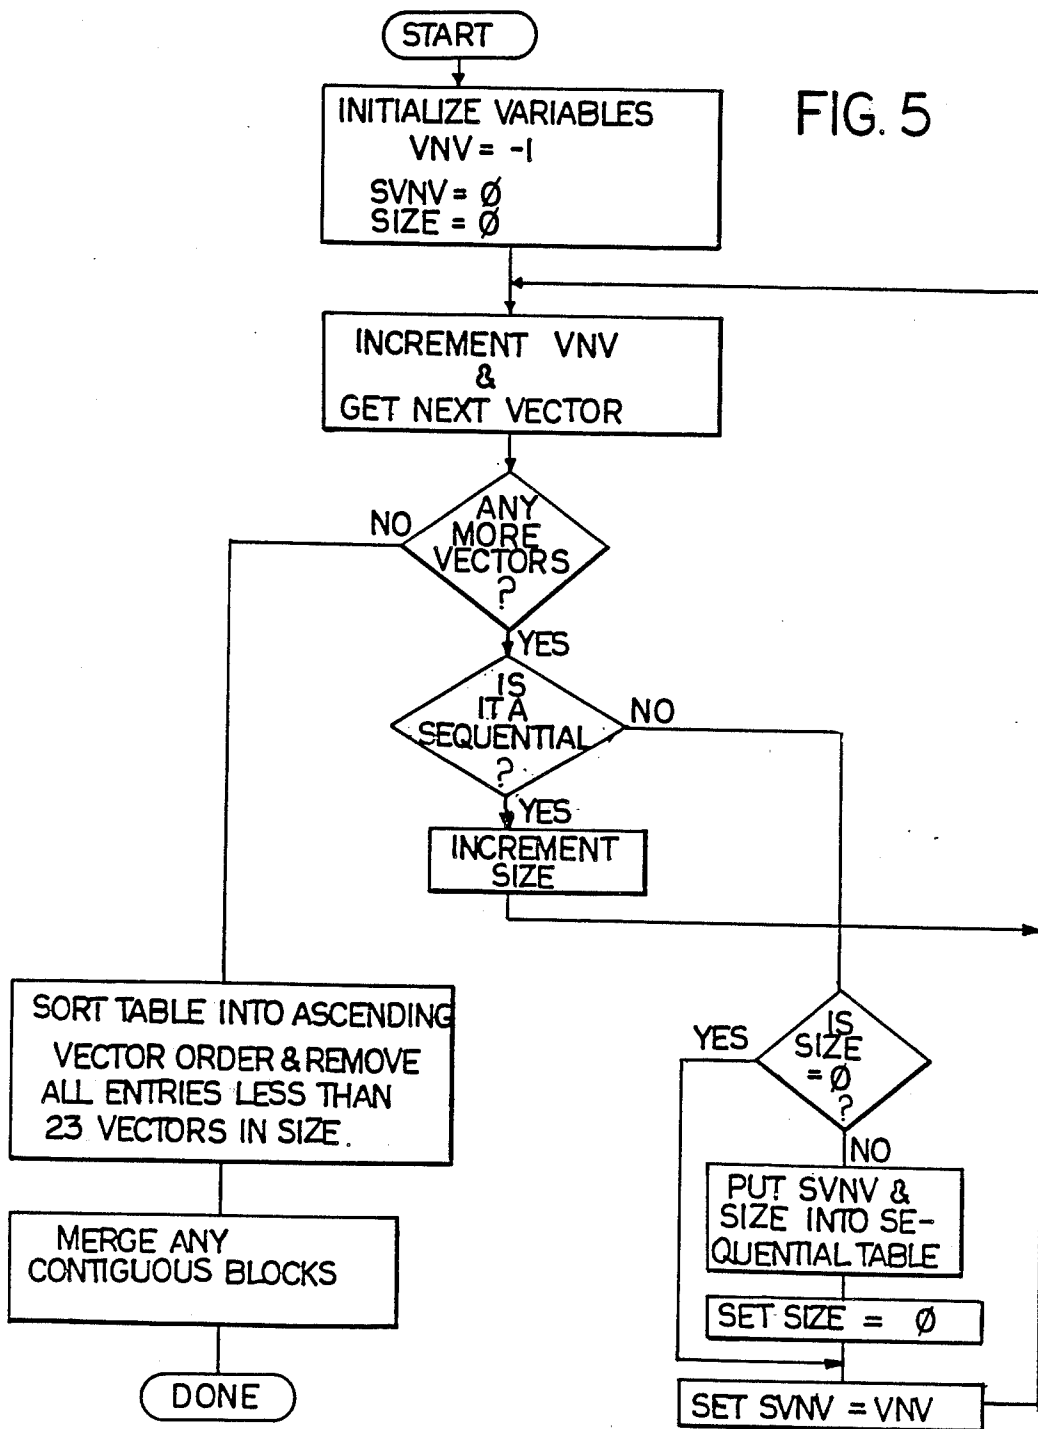 START
FIG. 5
INITIALIZE VARIABLES
VNV = -1
SVNV = Ø
SIZE = Ø
INCREMENT VNV
&
GET NEXT VECTOR
ANY
MORE
VECTORS
?
NO
YES
IS
IT A
SEQUENTIAL
?
NO
YES
INCREMENT
SIZE
SORT TABLE INTO ASCENDING
VECTOR ORDER & REMOVE
ALL ENTRIES LESS THAN
23 VECTORS IN SIZE.
MERGE ANY
CONTIGUOUS BLOCKS
DONE
IS
SIZE
= Ø
?
YES
NO
PUT SVNV &
SIZE INTO SE-
QUENTIAL TABLE
SET SIZE = Ø
SET SVNV = VNV